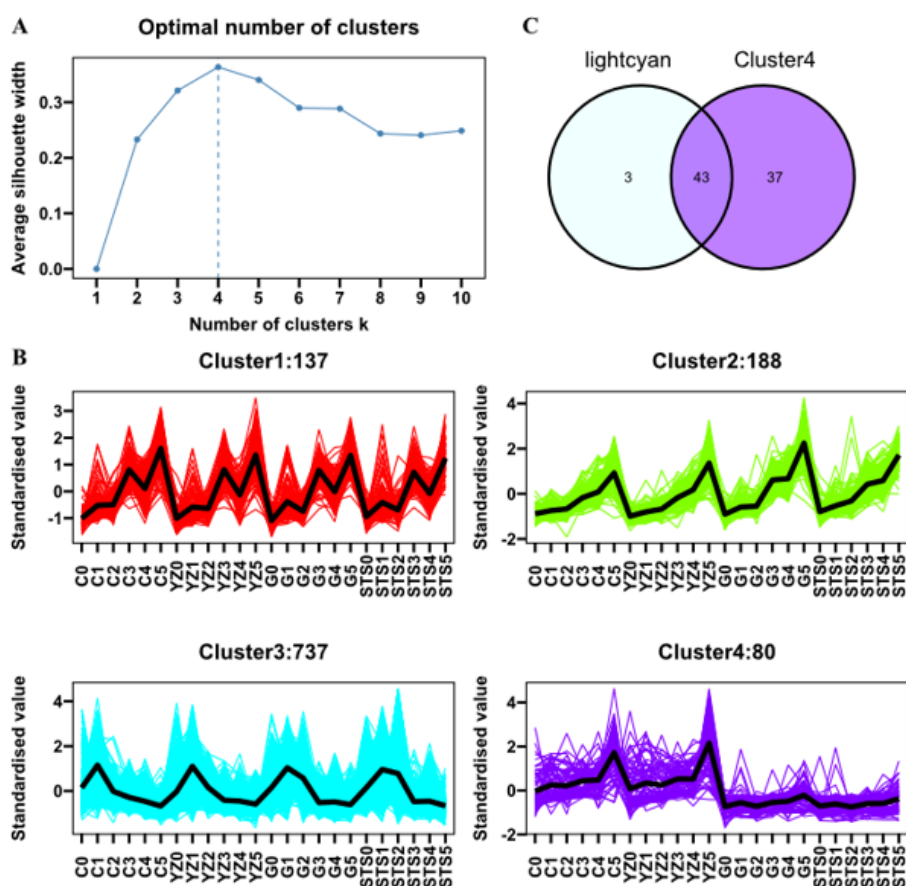 A
Optimal number of clusters
Average silhouette width
0.3
0.2
0.1
0.0
1 2 3 4 5 6 7 8 9 10
Number of clusters k
C
lightcyan Cluster4
3 43 37
B
Cluster1:137
Standardised value
3
2
1
0
-1
C0 C1 C2 C3 C4 C5 YZ0 YZ1 YZ2 YZ3 YZ4 YZ5 G0 G1 G2 G3 G4 G5 STS0 STS1 STS2 STS3 STS4 STS5
Cluster2:188
Standardised value
4
2
0
-2
C0 C1 C2 C3 C4 C5 YZ0 YZ1 YZ2 YZ3 YZ4 YZ5 G0 G1 G2 G3 G4 G5 STS0 STS1 STS2 STS3 STS4 STS5
Cluster3:737
Standardised value
4
2
0
C0 C1 C2 C3 C4 C5 YZ0 YZ1 YZ2 YZ3 YZ4 YZ5 G0 G1 G2 G3 G4 G5 STS0 STS1 STS2 STS3 STS4 STS5
Cluster4:80
Standardised value
4
2
0
-2
C0 C1 C2 C3 C4 C5 YZ0 YZ1 YZ2 YZ3 YZ4 YZ5 G0 G1 G2 G3 G4 G5 STS0 STS1 STS2 STS3 STS4 STS5